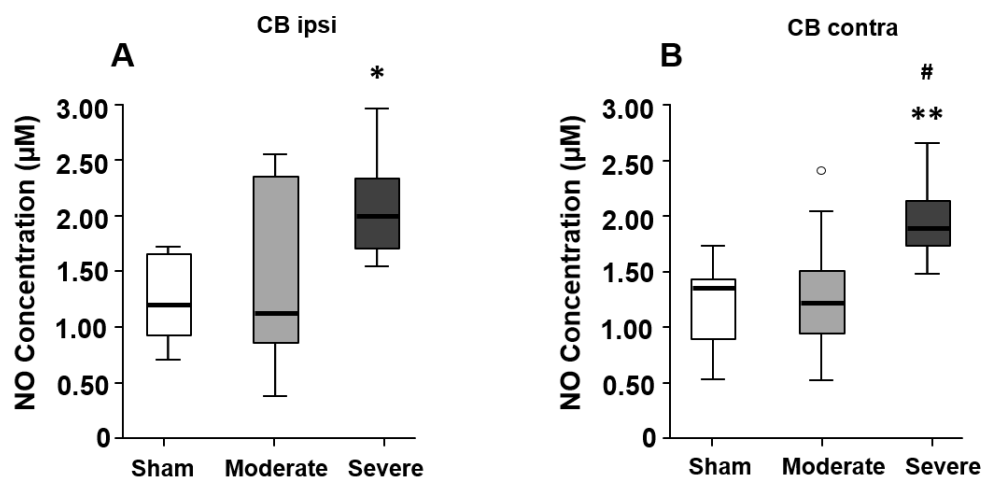 CB ipsi
A
*
NO Concentration (µM)
3.00
2.50
2.00
1.50
1.00
0.50
0
Sham Moderate Severe
CB contra
B
#
**
NO Concentration (µM)
3.00
2.50
2.00
1.50
1.00
0.50
0
Sham Moderate Severe